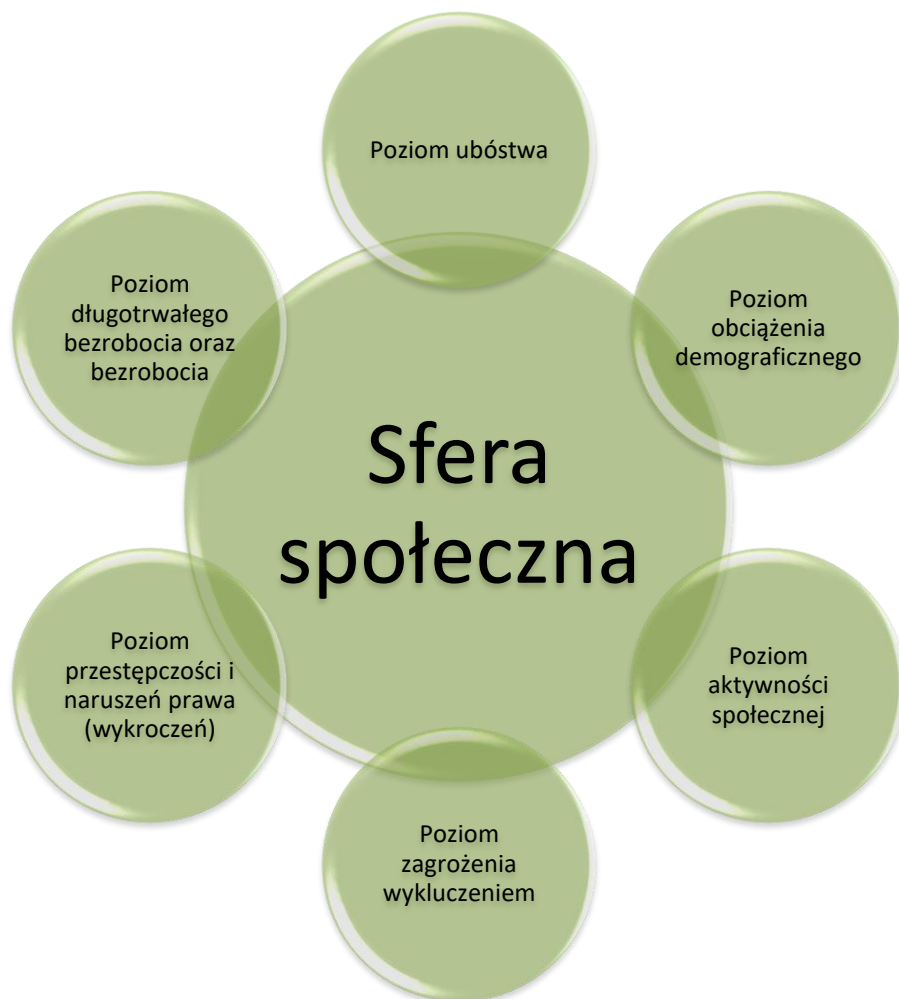 Poziom ubóstwa
Poziom
obciążenia
demograficznego
Poziom
aktywności
społecznej
Poziom
zagrożenia
wykluczeniem
Poziom
przestępczości i
naruszeń prawa
(wykroczeń)
Poziom
długotrwałego
bezrobocia oraz
bezrobocia
Sfera
społeczna